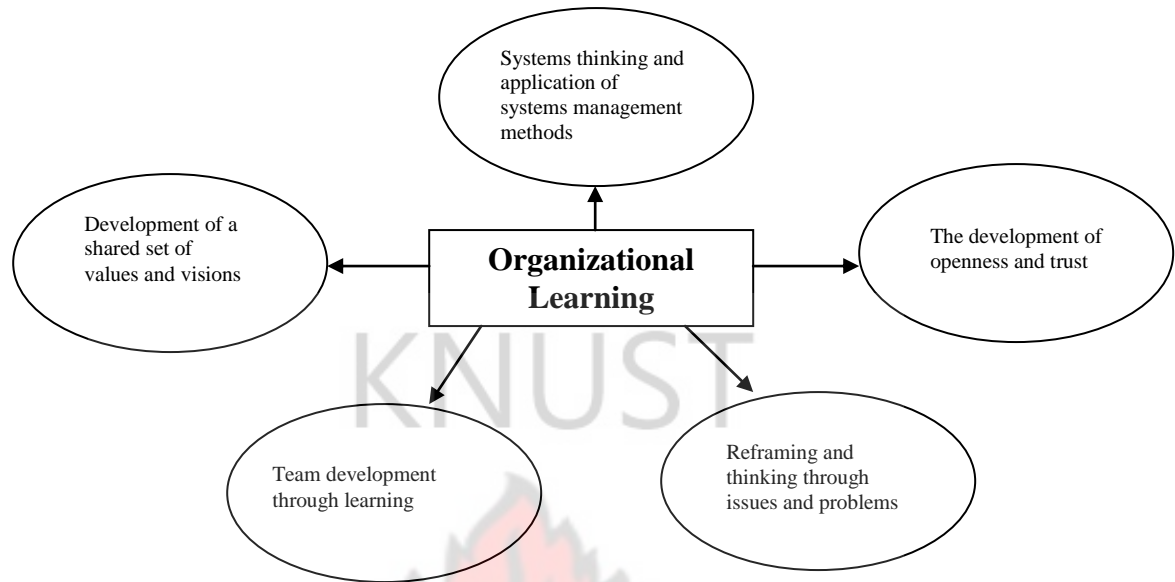 Systems thinking and
application of
systems management
methods
Development of a
shared set of
values and visions
Organizational
Learning
The development of
openness and trust
KNUST
Team development
through learning
Reframing and
thinking through
issues and problems